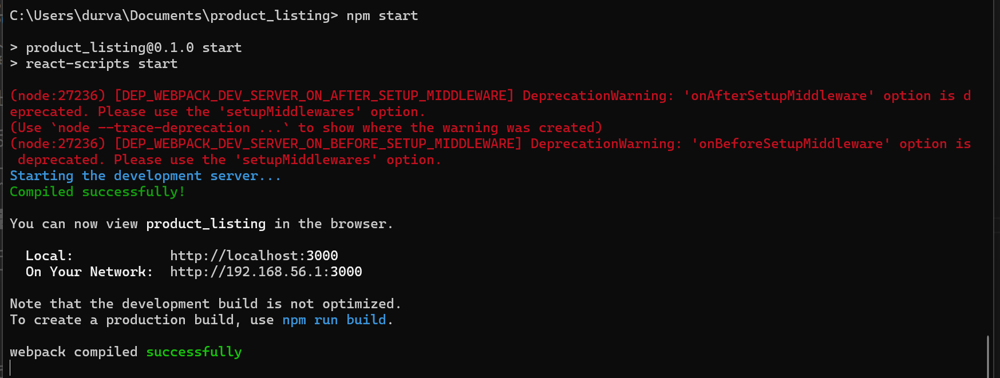 C:\Users\durva\Documents\product_listing> npm start
> product_listing@0.1.0 start
> react-scripts start
(node:27236) [DEP_WEBPACK_DEV_SERVER_ON_AFTER_SETUP_MIDDLEWARE] DeprecationWarning: 'onAfterSetupMiddleware' option is d
eprecated. Please use the 'setupMiddlewares' option.
(Use `node --trace-deprecation ...` to show where the warning was created)
(node:27236) [DEP_WEBPACK_DEV_SERVER_ON_BEFORE_SETUP_MIDDLEWARE] DeprecationWarning: 'onBeforeSetupMiddleware' option is
 deprecated. Please use the 'setupMiddlewares' option.
Starting the development server...
Compiled successfully!
You can now view product_listing in the browser.
  Local:            http://localhost:3000
  On Your Network:  http://192.168.56.1:3000
Note that the development build is not optimized.
To create a production build, use npm run build.
webpack compiled successfully